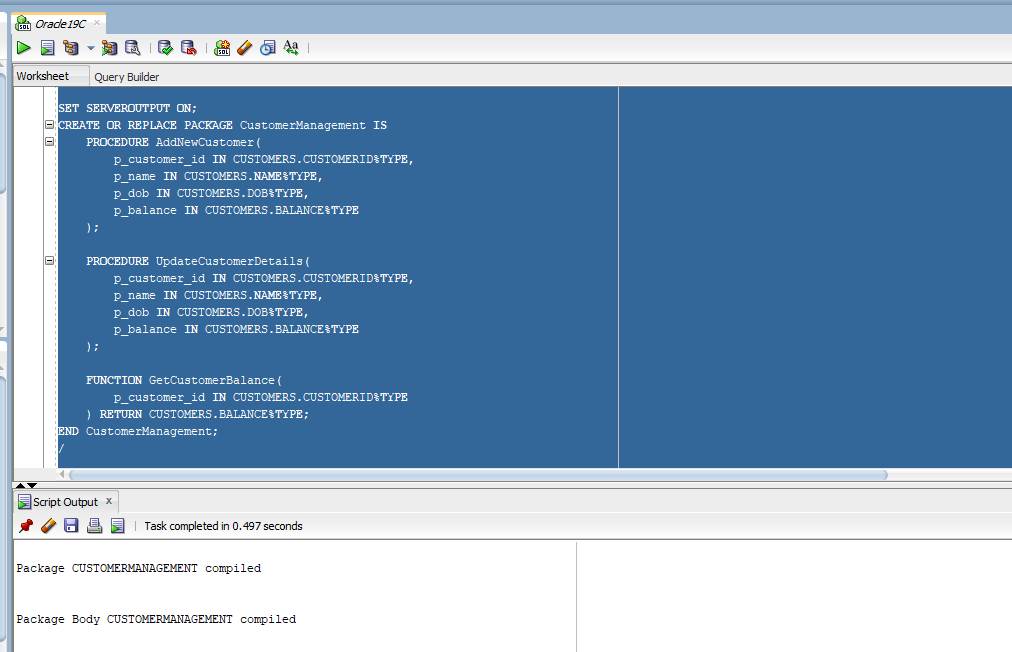 Oracle19C
Worksheet Query Builder
SET SERVEROUTPUT ON;
CREATE OR REPLACE PACKAGE CustomerManagement IS
    PROCEDURE AddNewCustomer(
        p_customer_id IN CUSTOMERS.CUSTOMERID%TYPE,
        p_name IN CUSTOMERS.NAME%TYPE,
        p_dob IN CUSTOMERS.DOB%TYPE,
        p_balance IN CUSTOMERS.BALANCE%TYPE
    );
    PROCEDURE UpdateCustomerDetails(
        p_customer_id IN CUSTOMERS.CUSTOMERID%TYPE,
        p_name IN CUSTOMERS.NAME%TYPE,
        p_dob IN CUSTOMERS.DOB%TYPE,
        p_balance IN CUSTOMERS.BALANCE%TYPE
    );
    FUNCTION GetCustomerBalance(
        p_customer_id IN CUSTOMERS.CUSTOMERID%TYPE
    ) RETURN CUSTOMERS.BALANCE%TYPE;
END CustomerManagement;
/
Script Output x
Task completed in 0.497 seconds
Package CUSTOMERMANAGEMENT compiled
Package Body CUSTOMERMANAGEMENT compiled